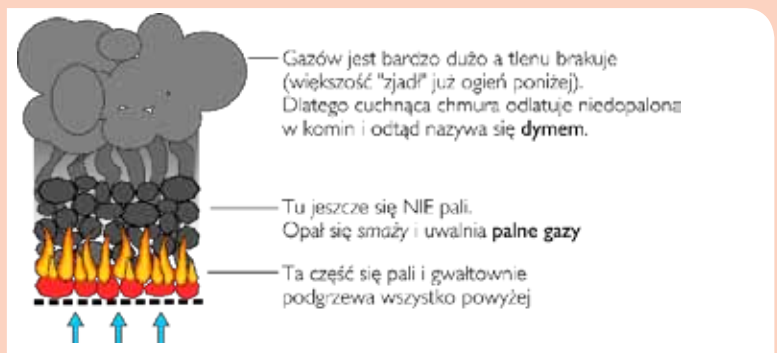 Gazów jest bardzo dużo a tlenu brakuje
(większość "zjadł" już ogień poniżej).
Dlatego cuchnąca chmura odlatuje niedopalona
w komin i odtąd nazywa się dymem.
Tu jeszcze się NIE pali.
Opał się smaży i uwalnia palne gazy
Ta część się pali i gwałtownie
podgrzewa wszystko powyżej